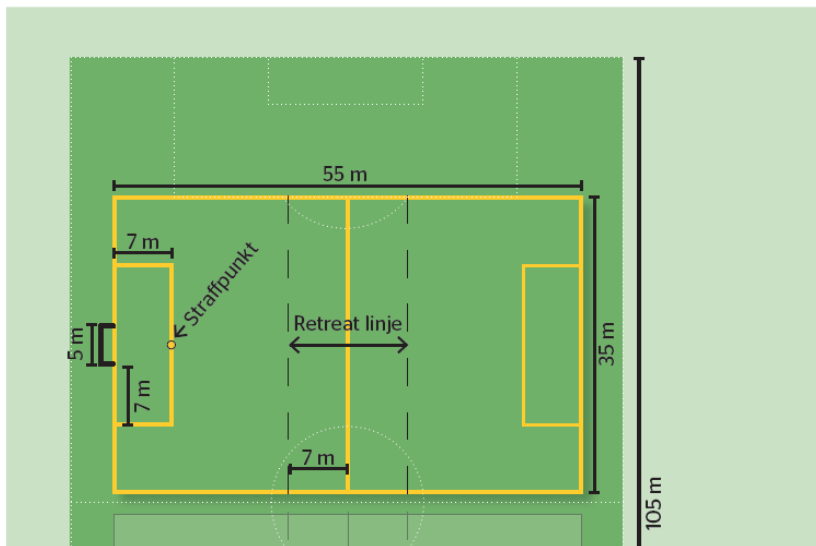 55 m
7 m
Straffpunkt
Retreat linje
5 m
35 m
7 m
7 m
105 m